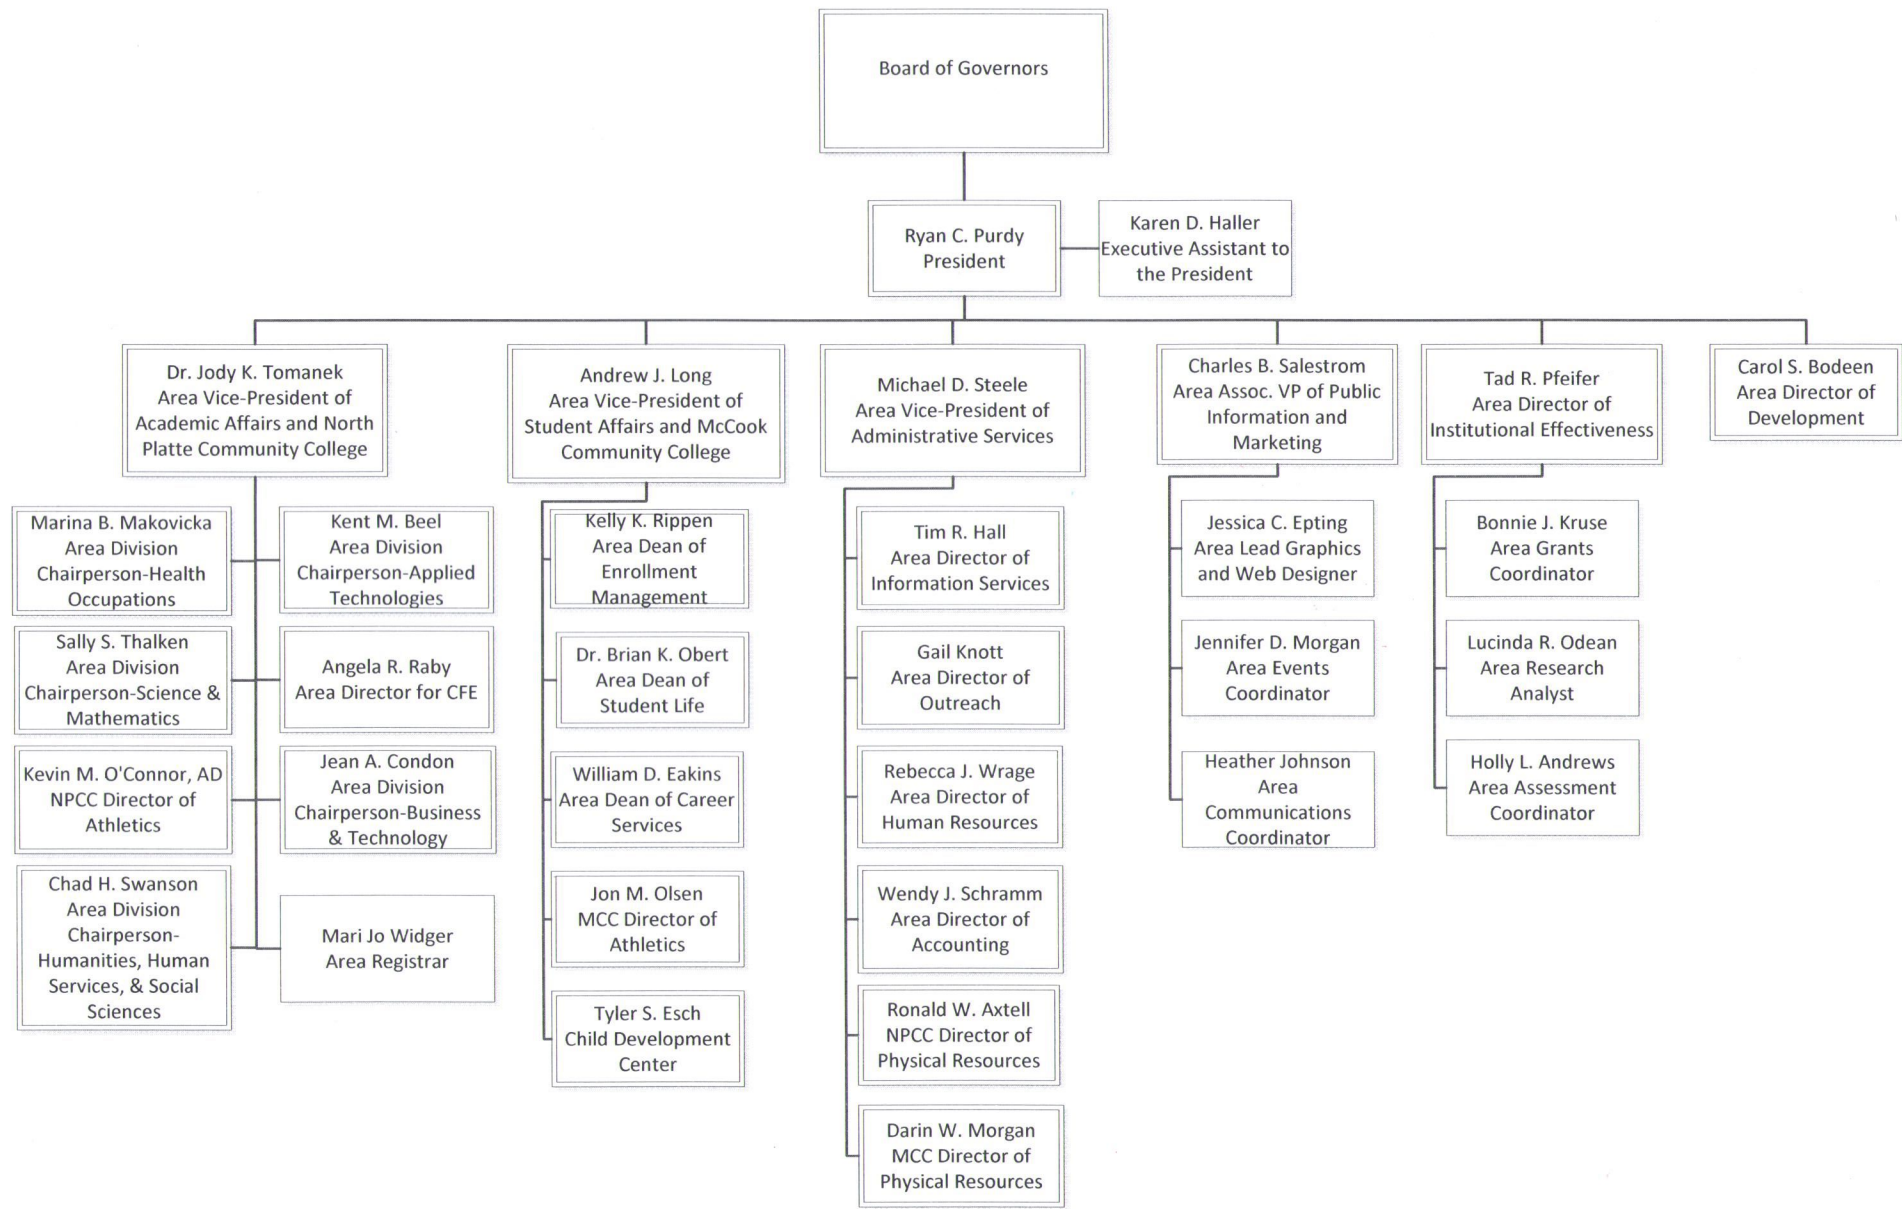 Board of Governors
Ryan C. Purdy
President
Karen D. Haller
Executive Assistant to
the President
Dr. Jody K. Tomanek
Area Vice-President of
Academic Affairs and North
Platte Community College
Andrew J. Long
Area Vice-President of
Student Affairs and McCook
Community College
Michael D. Steele
Area Vice-President of
Administrative Services
Charles B. Salestrom
Area Assoc. VP of Public
Information and
Marketing
Tad R. Pfeifer
Area Director of
Institutional Effectiveness
Carol S. Bodeen
Area Director of
Development
Marina B. Makovicka
Area Division
Chairperson-Health
Occupations
Kent M. Beel
Area Division
Chairperson-Applied
Technologies
Sally S. Thalken
Area Division
Chairperson-Science &
Mathematics
Angela R. Raby
Area Director for CFE
Kevin M. O'Connor, AD
NPCC Director of
Athletics
Jean A. Condon
Area Division
Chairperson-Business
& Technology
Chad H. Swanson
Area Division
Chairperson-
Humanities, Human
Services, & Social
Sciences
Mari Jo Widger
Area Registrar
Kelly K. Rippen
Area Dean of
Enrollment
Management
Dr. Brian K. Obert
Area Dean of
Student Life
William D. Eakins
Area Dean of Career
Services
Jon M. Olsen
MCC Director of
Athletics
Tyler S. Esch
Child Development
Center
Tim R. Hall
Area Director of
Information Services
Gail Knott
Area Director of
Outreach
Rebecca J. Wrage
Area Director of
Human Resources
Wendy J. Schramm
Area Director of
Accounting
Ronald W. Axtell
NPCC Director of
Physical Resources
Darin W. Morgan
MCC Director of
Physical Resources
Jessica C. Epting
Area Lead Graphics
and Web Designer
Jennifer D. Morgan
Area Events
Coordinator
Heather Johnson
Area
Communications
Coordinator
Bonnie J. Kruse
Area Grants
Coordinator
Lucinda R. Odean
Area Research
Analyst
Holly L. Andrews
Area Assessment
Coordinator